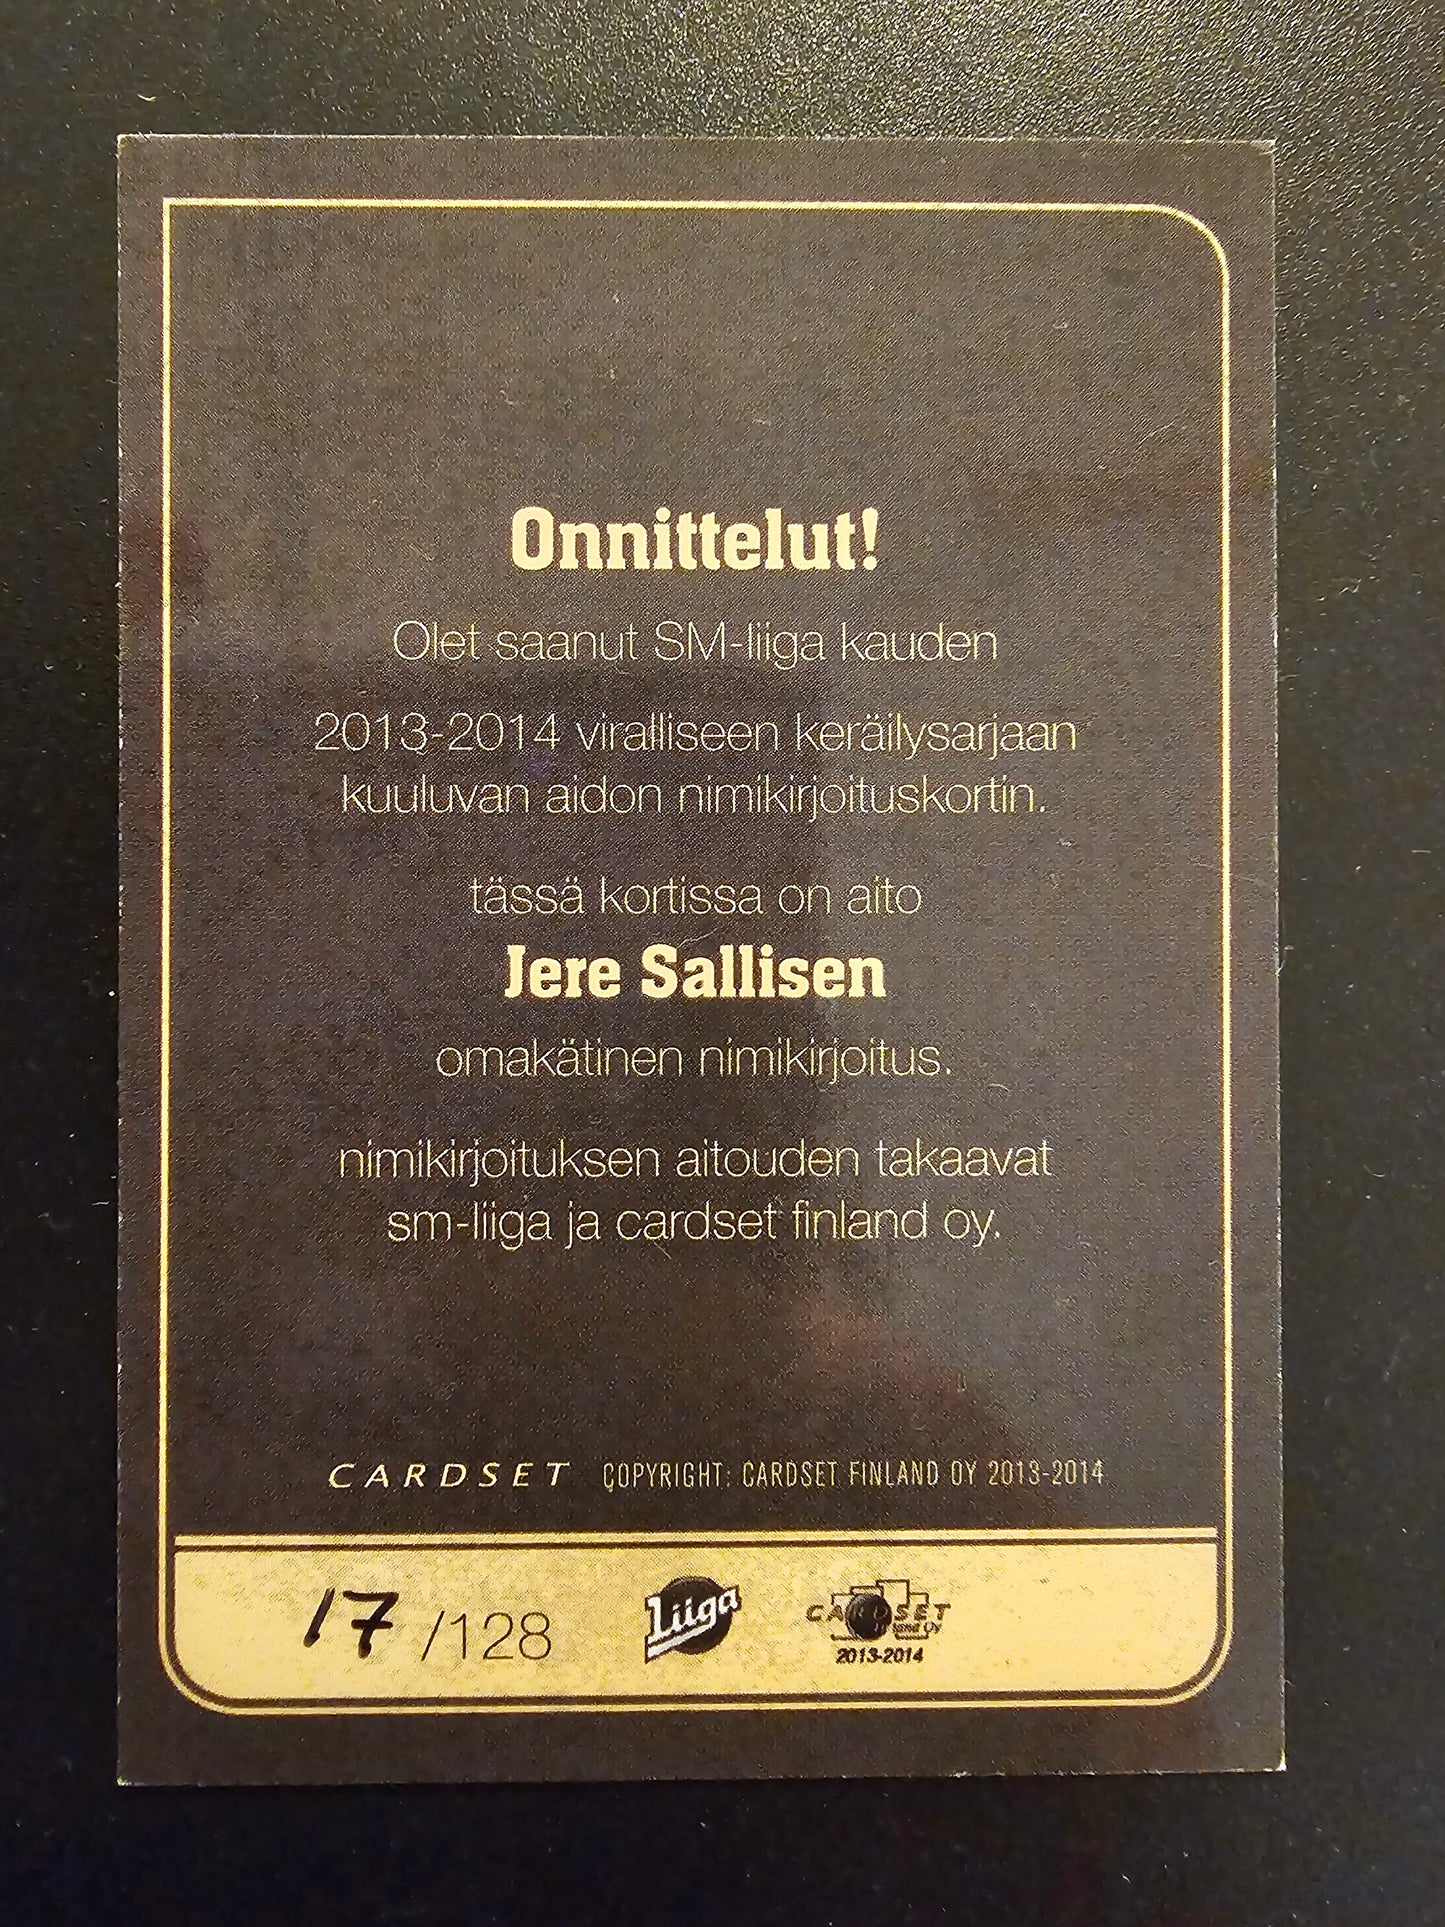 Onnittelut!
Olet saanut SM-liiga kauden
2013-2014 viralliseen keräilysarjaan
kuuluvan aidon nimikirjoituskortin.
tässä kortissa on aito
Jere Sallisen
omakätinen nimikirjoitus.
nimikirjoituksen aitouden takaavat
sm-liiga ja cardset finland oy.
CARDSET COPYRIGHT: CARDSET FINLAND OY 2013-2014
17 /128
Liiga
CARDSET
land Oy
2013-2014